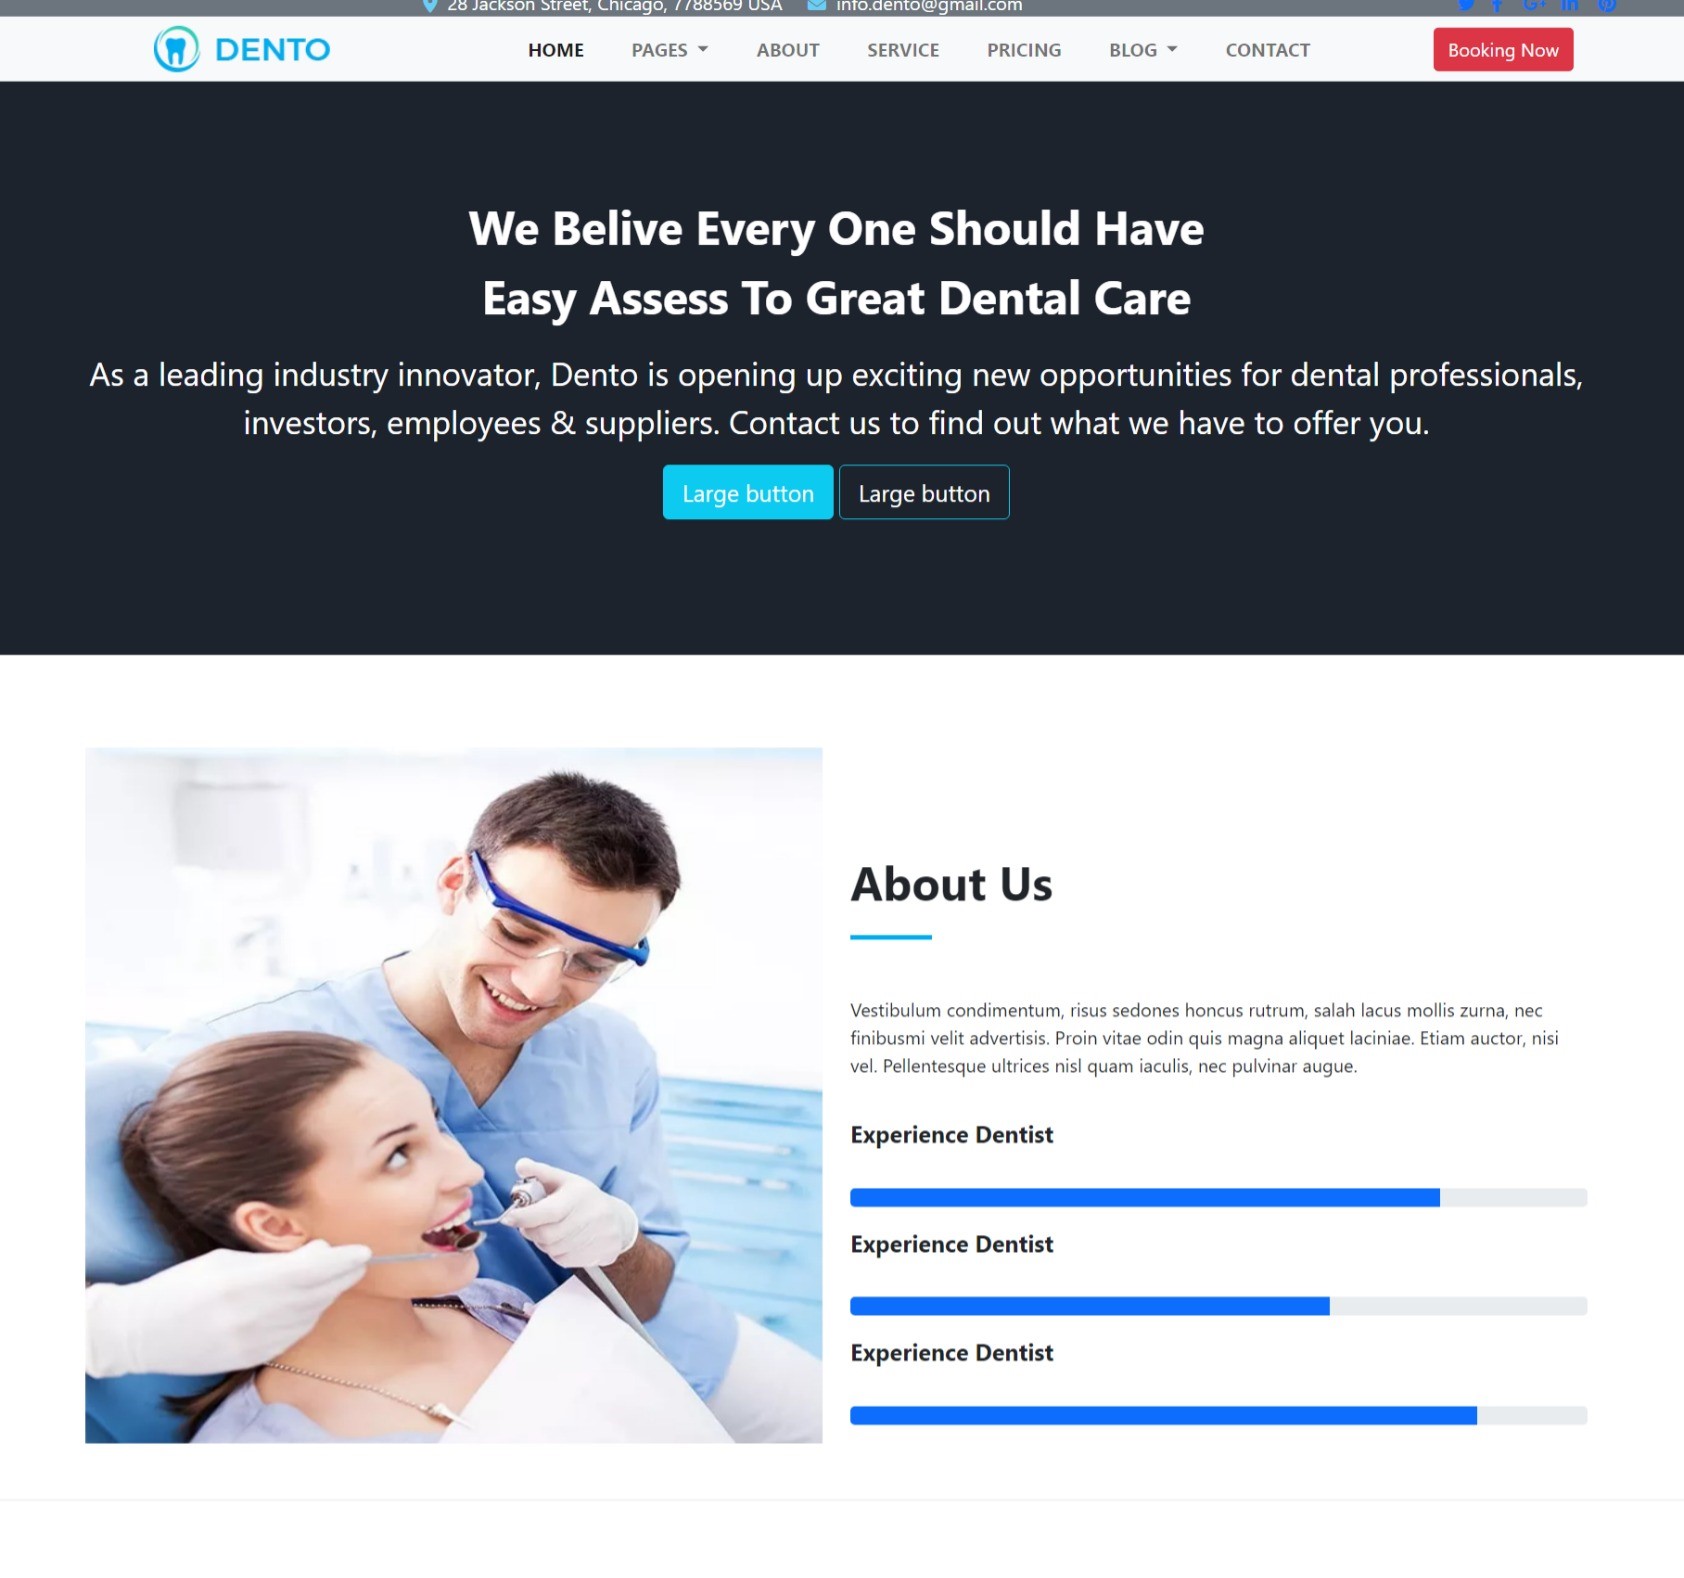 28 Jackson Street, Chicago, 7788569 USA info.dento@gmail.com
DENTO HOME PAGES ABOUT SERVICE PRICING BLOG CONTACT Booking Now
We Belive Every One Should Have
Easy Assess To Great Dental Care
As a leading industry innovator, Dento is opening up exciting new opportunities for dental professionals,
investors, employees & suppliers. Contact us to find out what we have to offer you.
Large button Large button
About Us
Vestibulum condimentum, risus sedones honcus rutrum, salah lacus mollis zurna, nec
finibusmi velit advertisis. Proin vitae odin quis magna aliquet laciniae. Etiam auctor, nisi
vel. Pellentesque ultrices nisl quam iaculis, nec pulvinar augue.
Experience Dentist
Experience Dentist
Experience Dentist